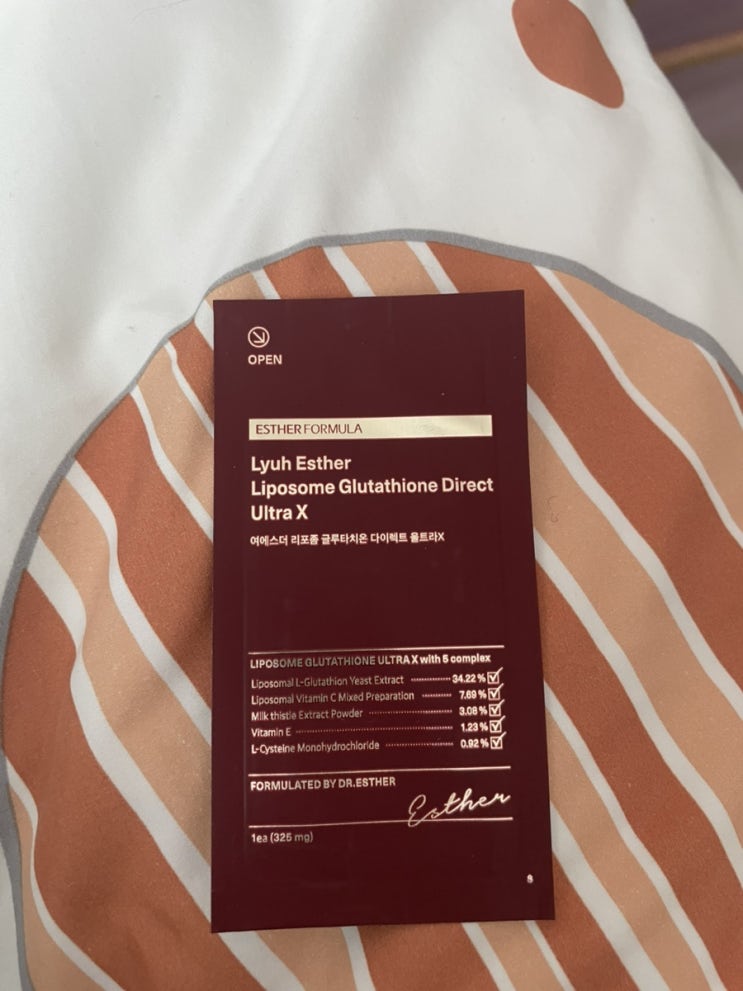 OPEN
ESTHER FORMULA
Lyuh Esther
Liposome Glutathione Direct
Ultra X
여에스더 리포좀 글루타치온 다이렉트 울트라X
LIPOSOME GLUTATHIONE ULTRA X with 5 complex
Liposomal L-Glutathion Yeast Extract 34.22 %
Liposomal Vitamin C Mixed Preparation 7.69 %
Milk thistle Extract Powder 3.08 %
Vitamin E 1.23 %
L-Cysteine Monohydrochloride 0.92 %
FORMULATED BY DR.ESTHER
Esther
1ea (325 mg)